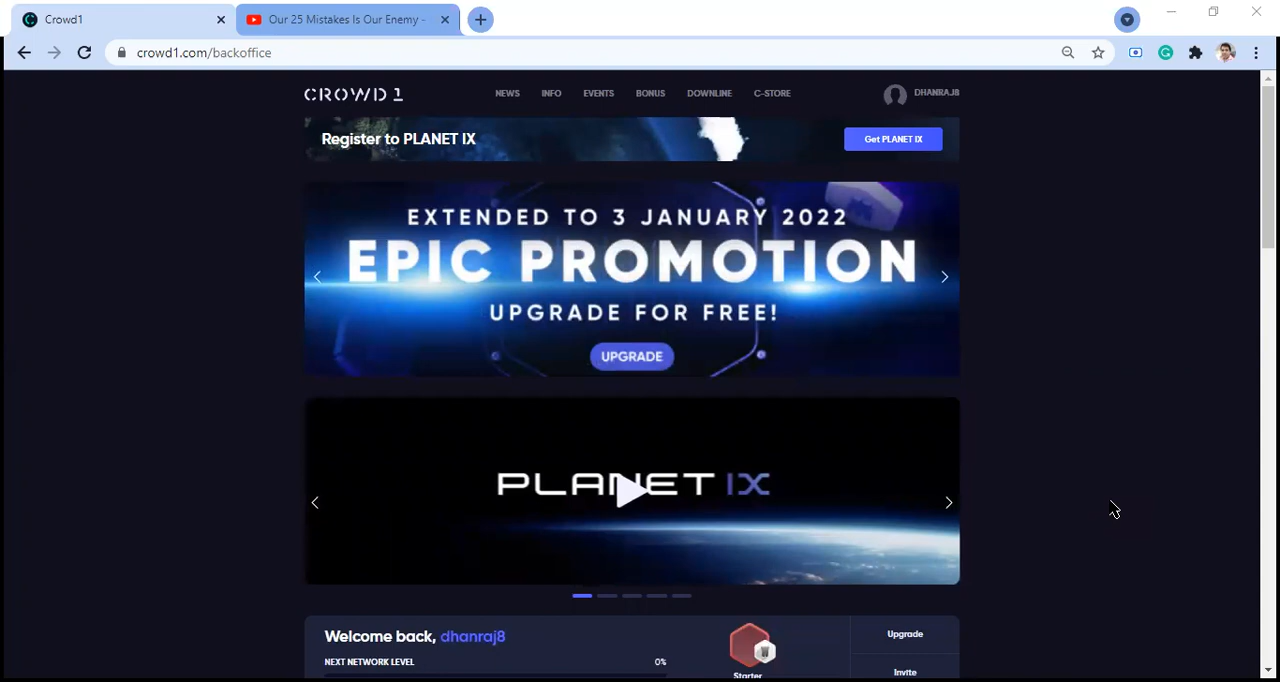 Crowd1
Our 25 Mistakes Is Our Enemy -
crowd1.com/backoffice
CROWD 1
NEWS
INFO
EVENTS
BONUS
DOWNLINE
C-STORE
DHANRAJ8
Register to PLANET IX
Get PLANET IX
EXTENDED TO 3 JANUARY 2022
EPIC PROMOTION
UPGRADE FOR FREE!
UPGRADE
PLANET IX
Welcome back, dhanraj8
NEXT NETWORK LEVEL
0%
Starter
Upgrade
Invite